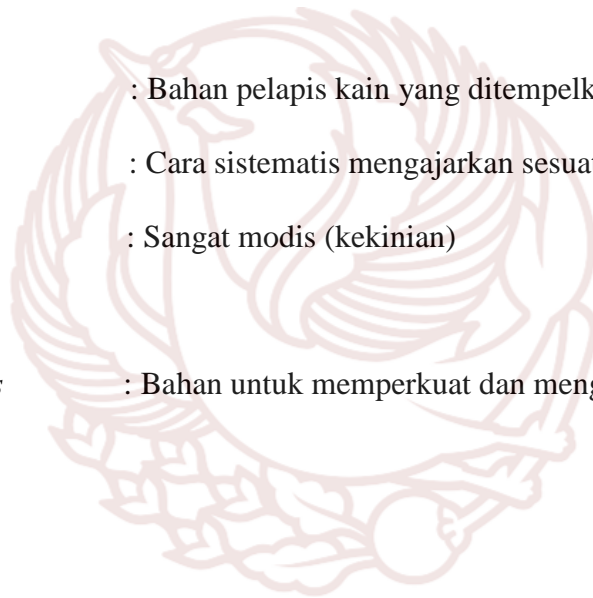 : Bahan pelapis kain yang ditempelk
: Cara sistematis mengajarkan sesuat
: Sangat modis (kekinian)
: Bahan untuk memperkuat dan meng